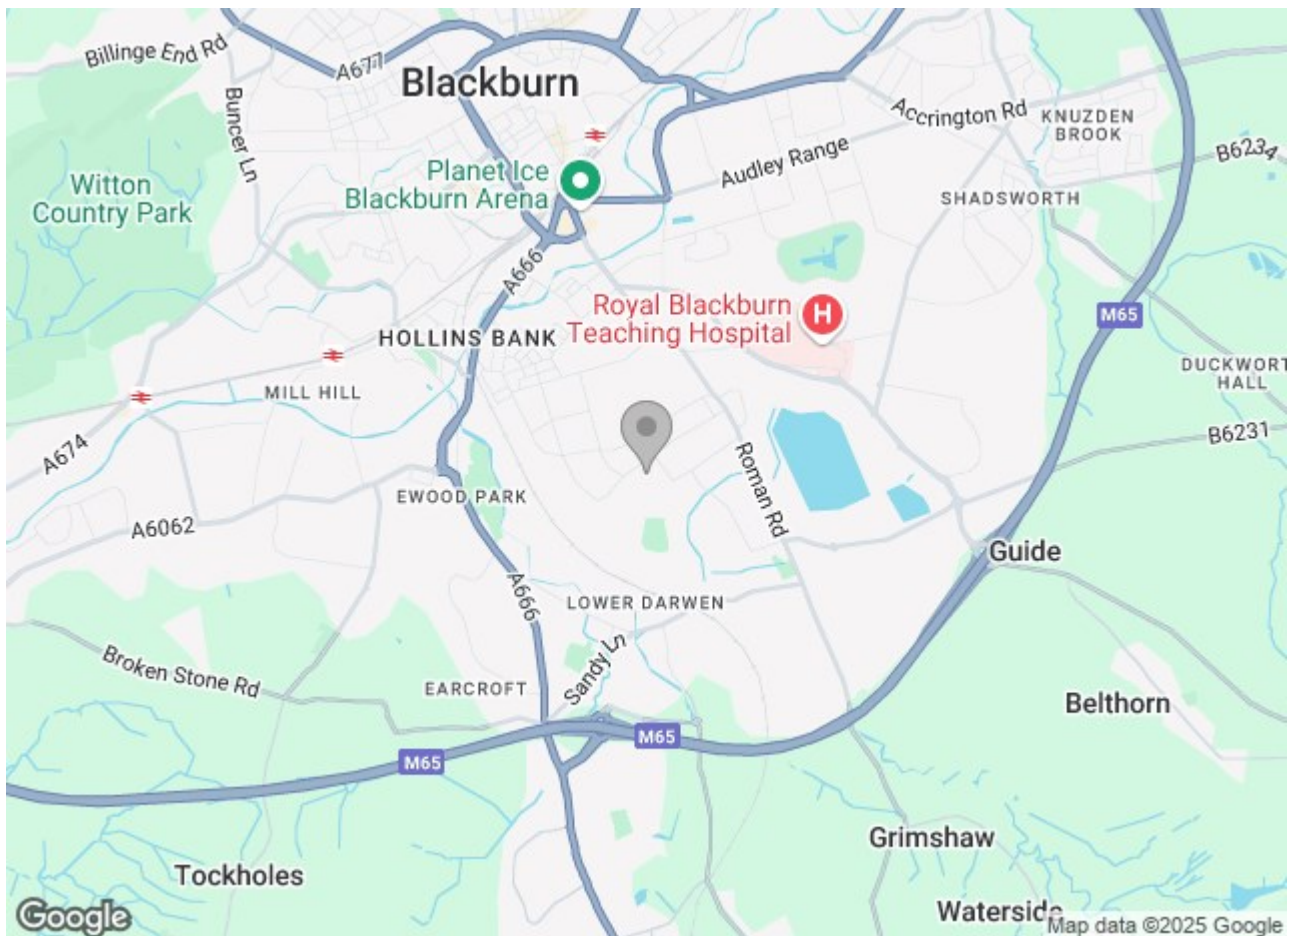 Billinge End Rd
A677
Blackburn
Buncer Ln
Accrington Rd
KNUZDEN
BROOK
B6234
Audley Range
Planet Ice
Blackburn Arena
Witton
Country Park
SHADSWORTH
A666
Royal Blackburn
Teaching Hospital
H
M65
HOLLINS BANK
MILL HILL
DUCKWORT
HALL
B6231
A674
Roman Rd
EWOOD PARK
A6062
Guide
A666
LOWER DARWEN
Broken Stone Rd
EARCROFT
Sandy Ln
Belthorn
M65
M65
Grimshaw
Tockholes
Waterside
Google
Map data ©2025 Google